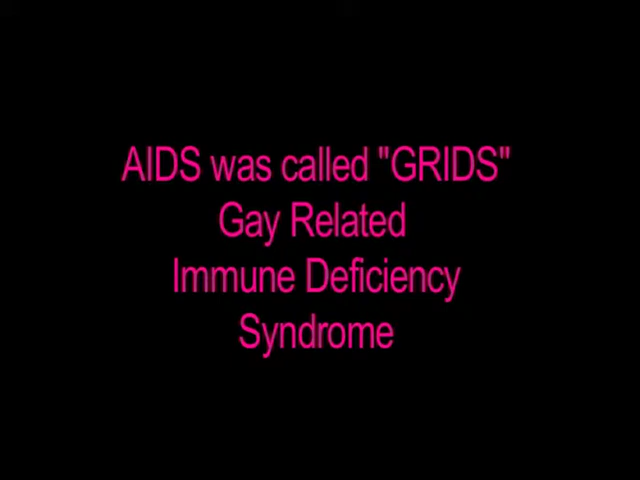 AIDS was called "GRIDS"
Gay Related
Immune Deficiency
Syndrome